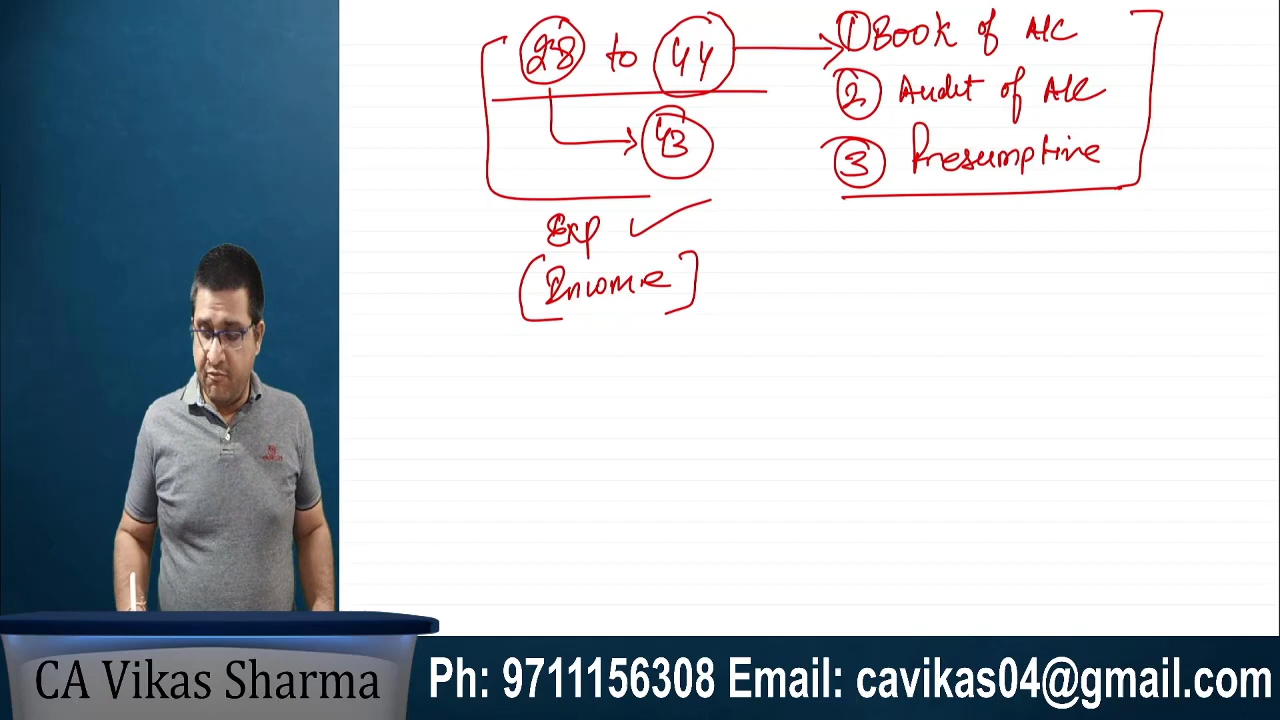 28 to 44
43
Exp
[Income]
① Book of A/C
② Audit of A/C
③ Presumptive
CA Vikas Sharma
Ph: 9711156308 Email: cavikas04@gmail.com